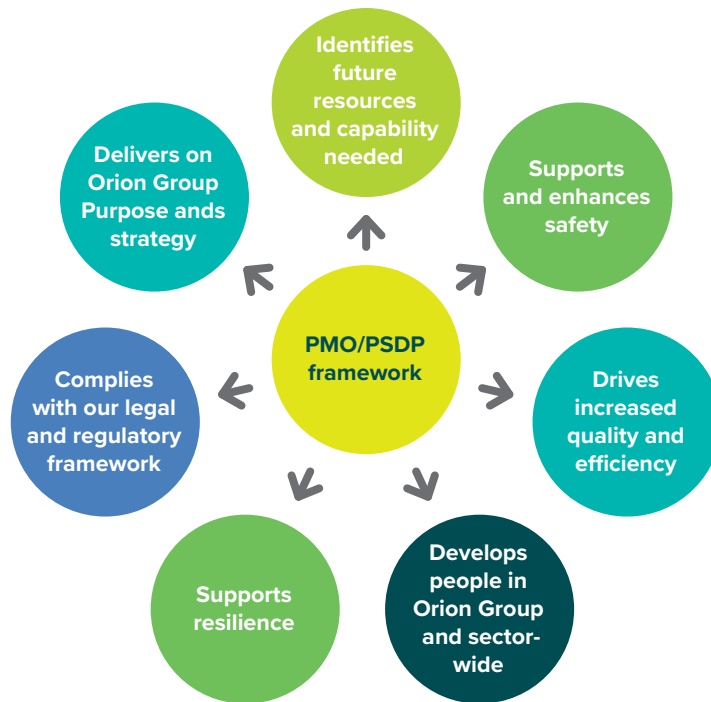 Identifies
future
resources
and capability
needed
Supports
and enhances
safety
Drives
increased
quality and
efficiency
Develops
people in
Orion Group
and sector-
wide
Supports
resilience
Complies
with our legal
and regulatory
framework
Delivers on
Orion Group
Purpose ands
strategy
PMO/PSDP
framework